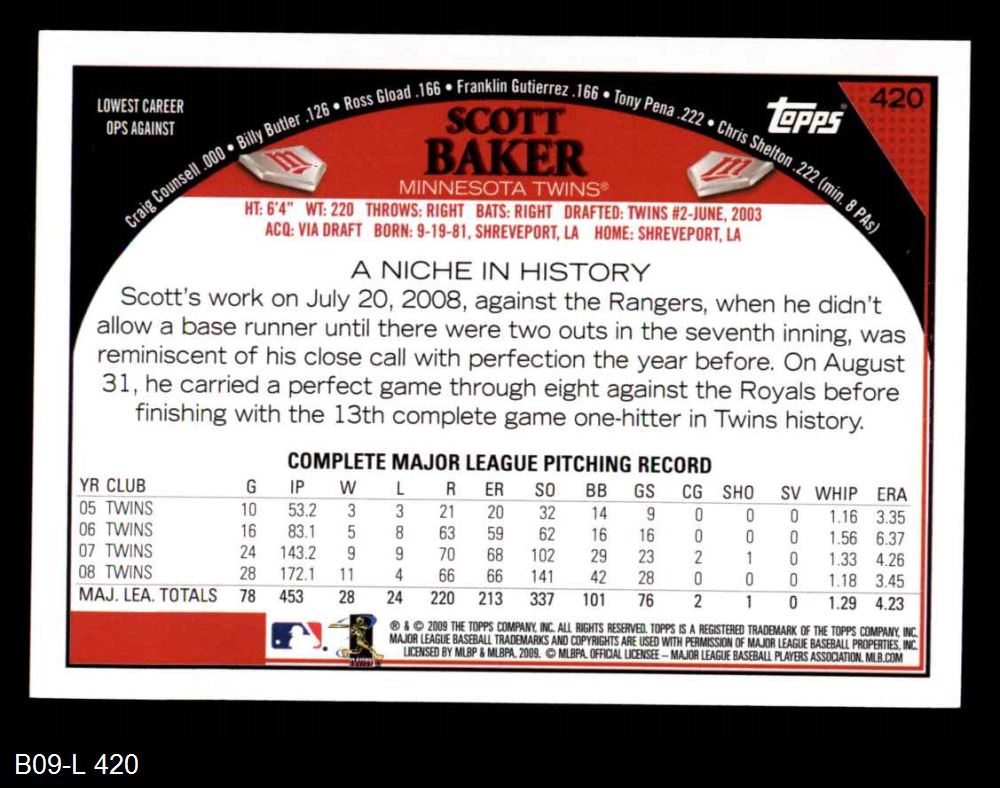 LOWEST CAREER
OPS AGAINST
Craig Counsell .000 • Billy Butler .126 • Ross Gload .166 • Franklin Gutierrez .166 • Tony Pena .222 • Chris Shelton .222 (min. 8 PAs)
topps®
420
SCOTT
BAKER
MINNESOTA TWINS®
HT: 6'4" WT: 220 THROWS: RIGHT BATS: RIGHT DRAFTED: TWINS #2-JUNE, 2003
ACQ: VIA DRAFT BORN: 9-19-81, SHREVEPORT, LA HOME: SHREVEPORT, LA
A NICHE IN HISTORY
Scott's work on July 20, 2008, against the Rangers, when he didn't
allow a base runner until there were two outs in the seventh inning, was
reminiscent of his close call with perfection the year before. On August
31, he carried a perfect game through eight against the Royals before
finishing with the 13th complete game one-hitter in Twins history.
COMPLETE MAJOR LEAGUE PITCHING RECORD
YR CLUB G IP W L R ER SO BB GS CG SHO SV WHIP ERA
05 TWINS 10 53.2 3 3 21 20 32 14 9 0 0 0 1.16 3.35
06 TWINS 16 83.1 5 8 63 59 62 16 16 0 0 0 1.56 6.37
07 TWINS 24 143.2 9 9 70 68 102 29 23 2 1 0 1.33 4.26
08 TWINS 28 172.1 11 4 66 66 141 42 28 0 0 0 1.18 3.45
MAJ. LEA. TOTALS 78 453 28 24 220 213 337 101 76 2 1 0 1.29 4.23
® & © 2009 THE TOPPS COMPANY, INC. ALL RIGHTS RESERVED. TOPPS IS A REGISTERED TRADEMARK OF THE TOPPS COMPANY, INC.
MAJOR LEAGUE BASEBALL TRADEMARKS AND COPYRIGHTS ARE USED WITH PERMISSION OF MAJOR LEAGUE BASEBALL PROPERTIES, INC.
LICENSED BY MLBP & MLBPA, 2009. © MLBPA. OFFICIAL LICENSEE – MAJOR LEAGUE BASEBALL PLAYERS ASSOCIATION. MLB.COM
B09-L 420